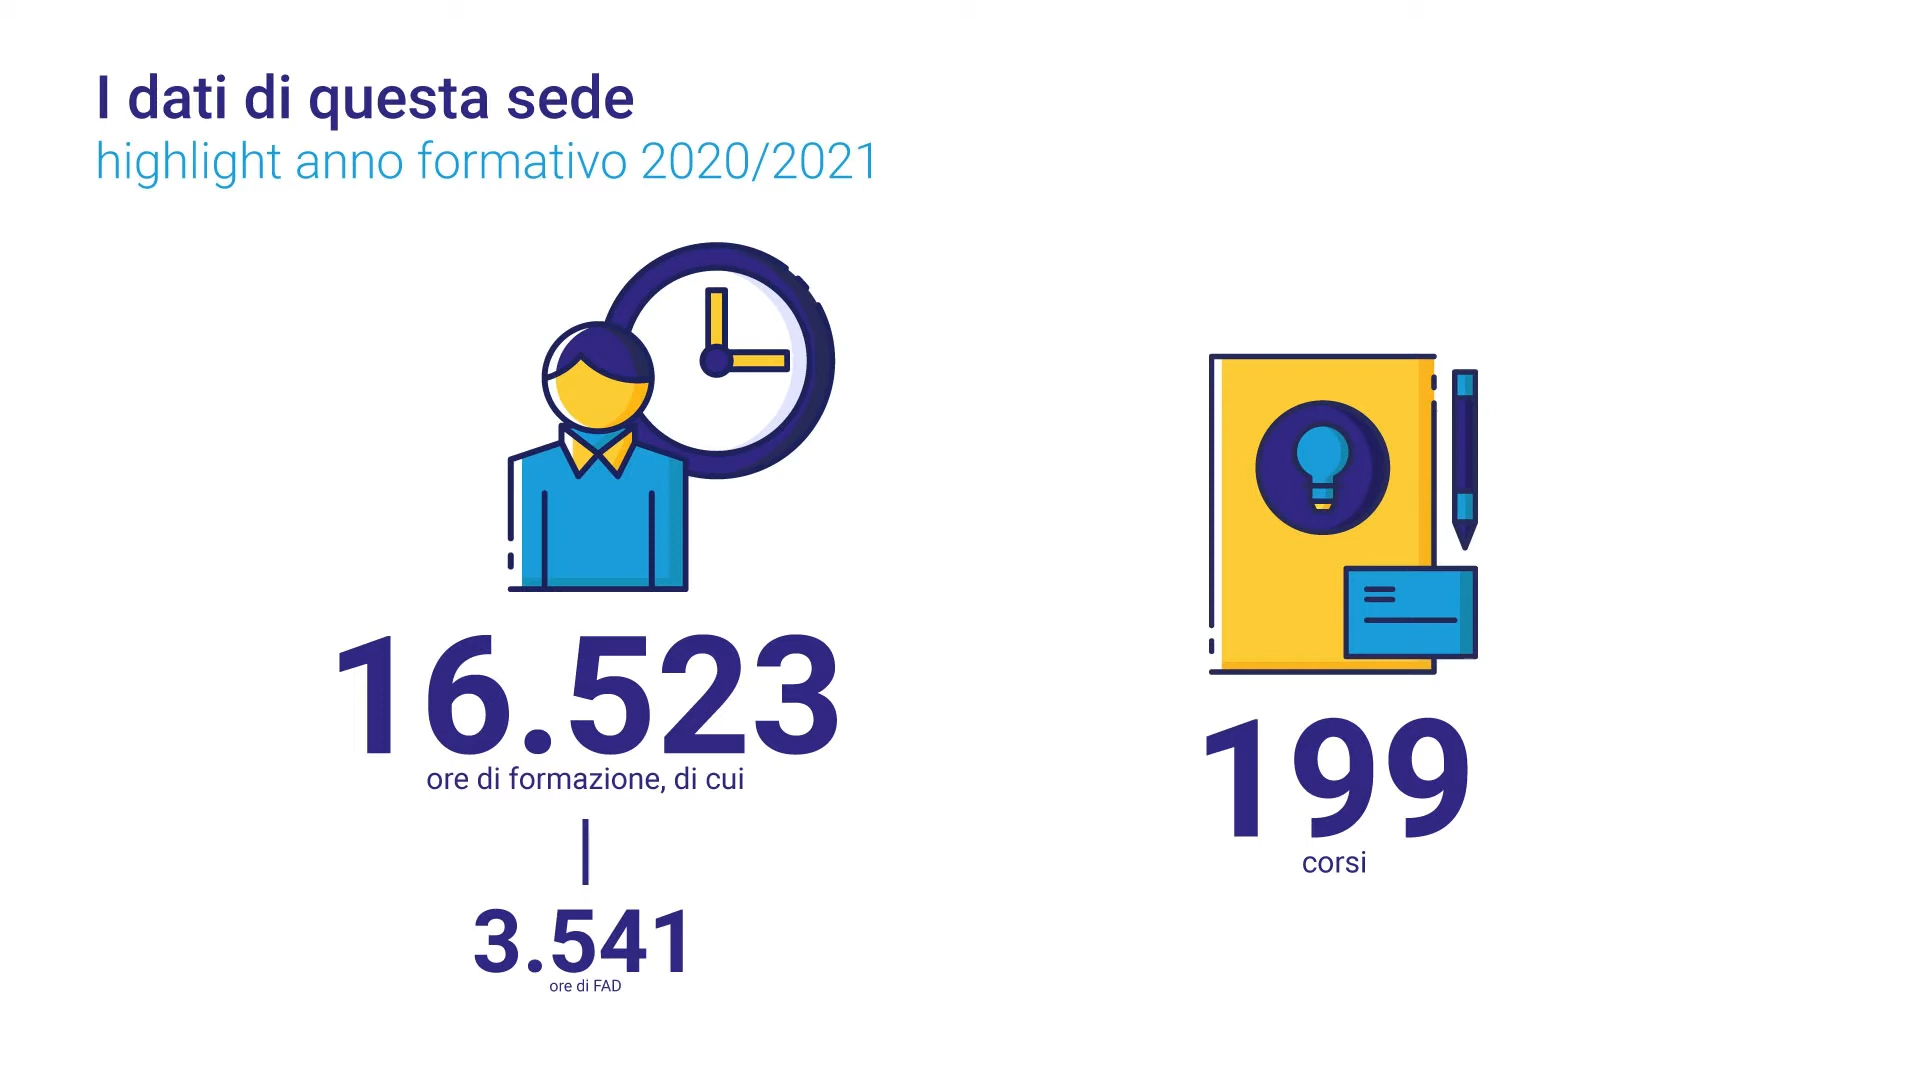 I dati di questa sede
highlight anno formativo 2020/2021
16.523
ore di formazione, di cui
3.541
ore di FAD
199
corsi